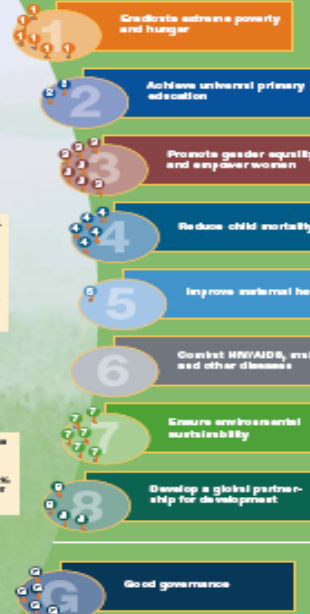 1
Eradicate extreme poverty
and hunger
2
Achieve universal primary
education
3
Promote gender equality
and empower women
4
Reduce child mortality
5
Improve maternal he
6
Combat HIV/AIDS, mal
and other diseases
7
Ensure environmental
sustainability
8
Develop a global partner-
ship for development
G
Good governance